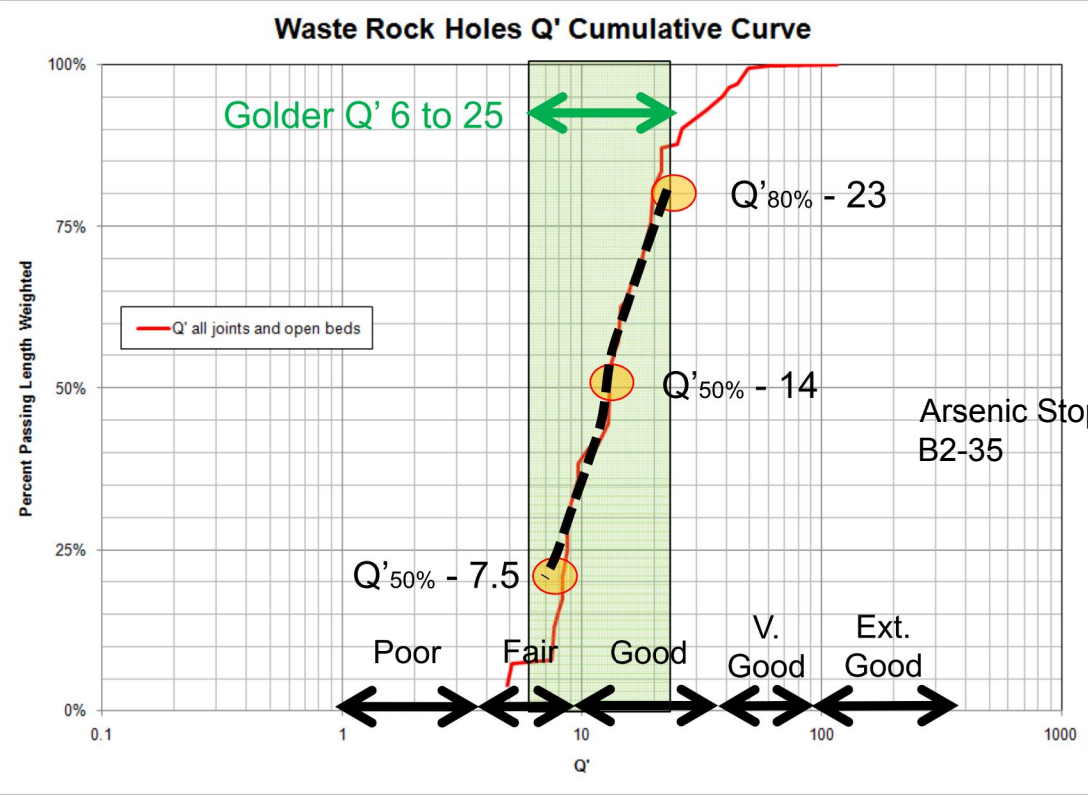 Waste Rock Holes Q' Cumulative Curve
100%
Golder Q’ 6 to 25
Q’80% - 23
75%
Percent Passing Length Weighted
Q' all joints and open beds
50%
Q’50% - 14
Arsenic Stop
B2-35
25%
Q’50% - 7.5
Poor
Fair
Good
V.
Good
Ext.
Good
0%
0.1
1
10
100
1000
Q'